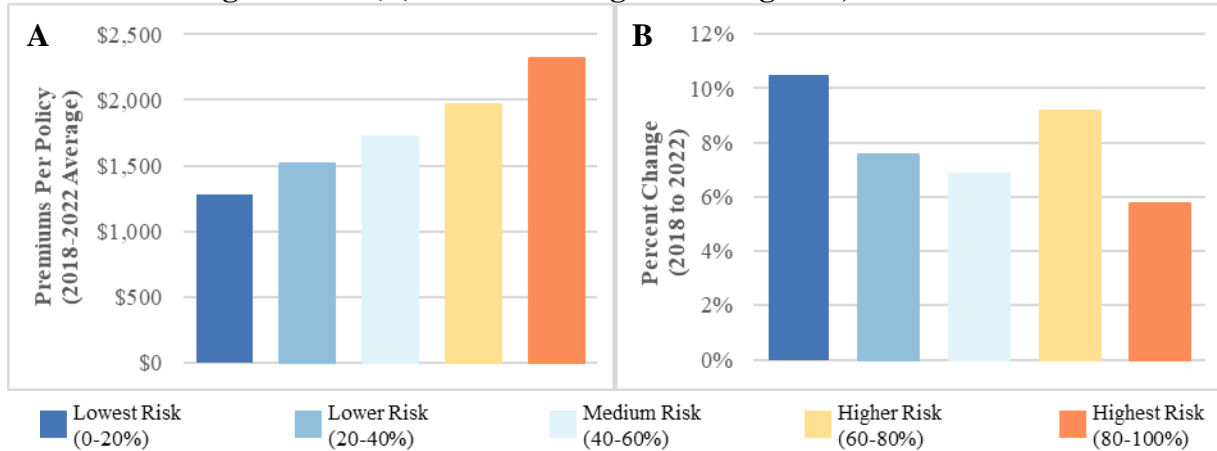 A
Premiums Per Policy
(2018-2022 Average)
$2,500
$2,000
$1,500
$1,000
$500
$0
B
Percent Change
(2018 to 2022)
12%
10%
8%
6%
4%
2%
0%
Lowest Risk
(0-20%)
Lower Risk
(20-40%)
Medium Risk
(40-60%)
Higher Risk
(60-80%)
Highest Risk
(80-100%)